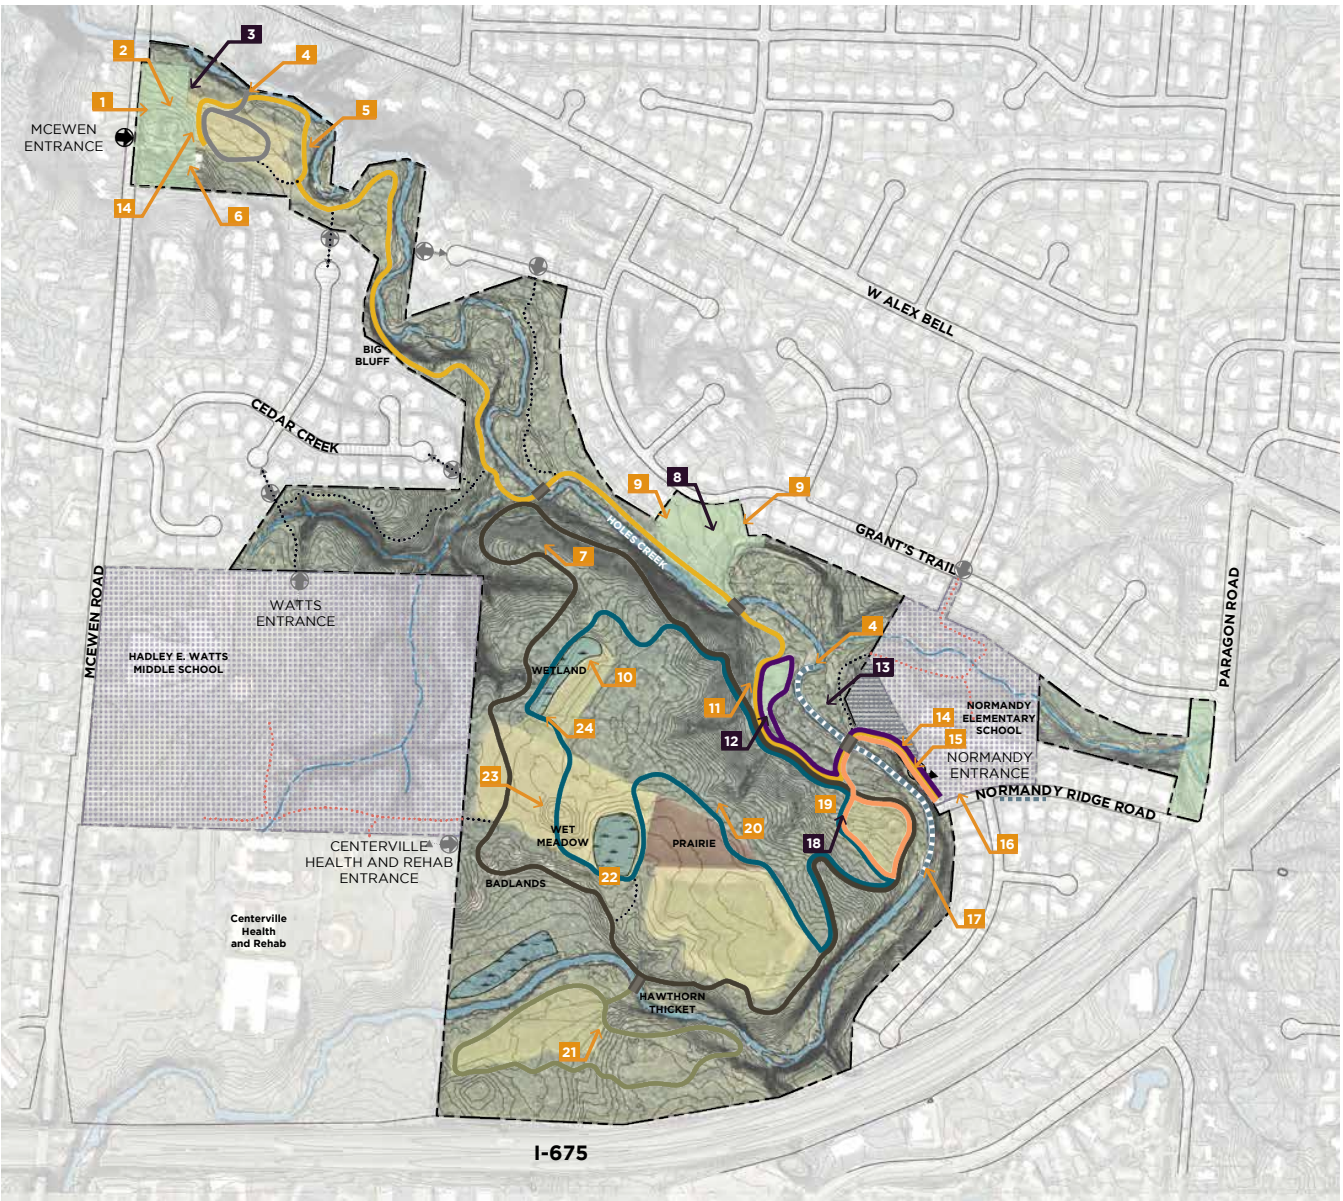 3
2
4
1
5
MCEWEN
ENTRANCE
14
6
W ALEX BELL
BIG
BLUFF
CEDAR CREEK
9
8
9
HOLES CREEK
GRANT'S TRAIL
7
MCEWEN ROAD
WATTS
ENTRANCE
PARAGON ROAD
HADLEY E. WATTS
MIDDLE SCHOOL
WETLAND
10
4
13
11
12
24
NORMANDY
ELEMENTARY
SCHOOL
14
15
NORMANDY
ENTRANCE
NORMANDY RIDGE ROAD
23
19
20
18
16
WET
MEADOW
PRAIRIE
CENTERVILLE
HEALTH AND REHAB
ENTRANCE
22
BADLANDS
17
Centerville
Health
and Rehab
HAWTHORN
THICKET
21
I-675